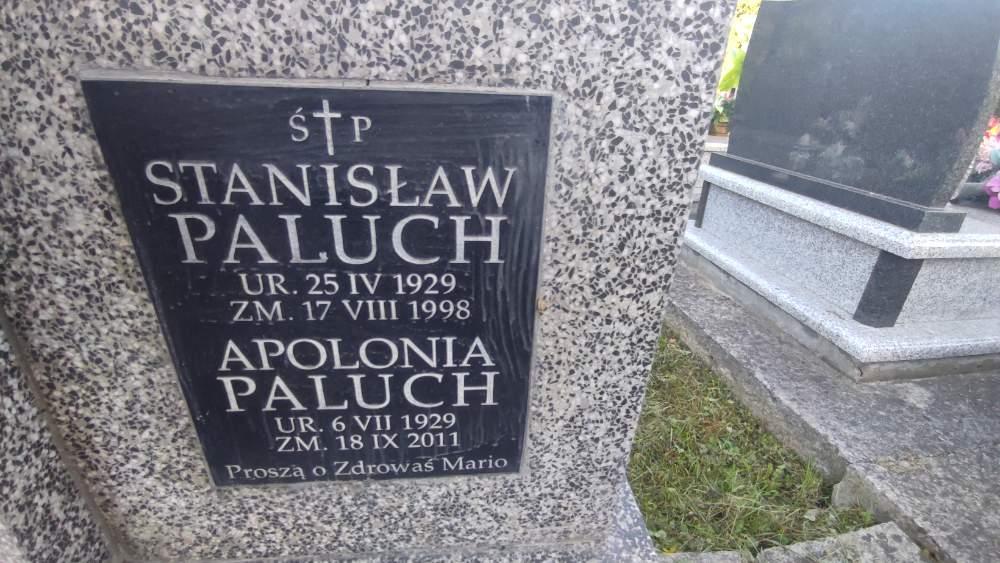 Ś P
STANISŁAW
PALUCH
UR. 25 IV 1929
ZM. 17 VIII 1998
APOLONIA
PALUCH
UR. 6 VII 1929
ZM. 18 IX 2011
Proszą o Zdrowaś Mario